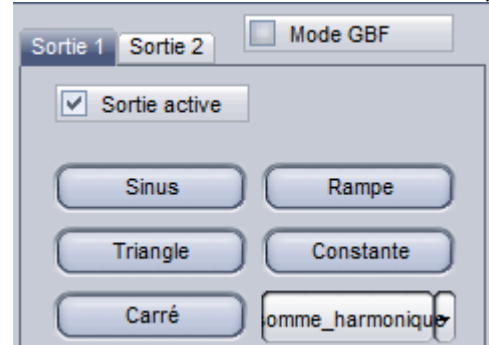 Sortie 1 Sortie 2 Mode GBF
Sortie active
Sinus Rampe
Triangle Constante
Carré omme_harmonique